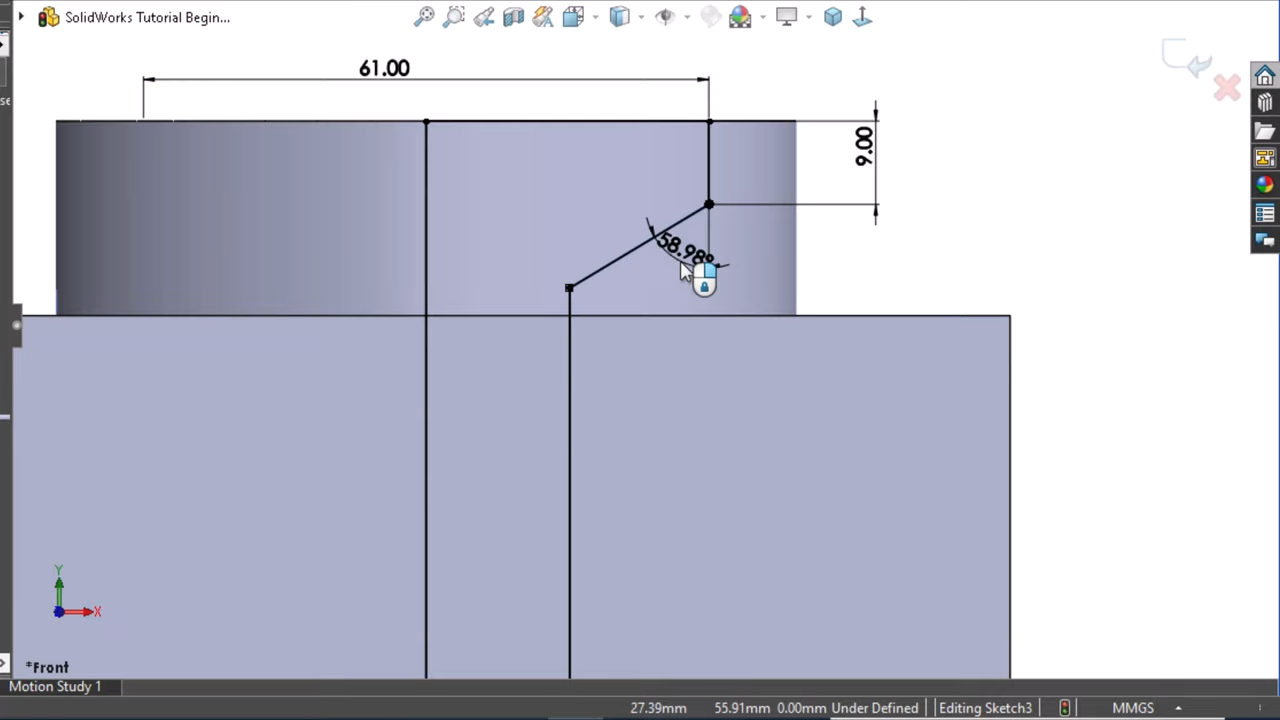 SolidWorks Tutorial Begin...
se
61.00
9.00
58.98°
Y
X
*Front
Motion Study 1
27.39mm 55.91mm 0.00mm Under Defined Editing Sketch3 MMGS